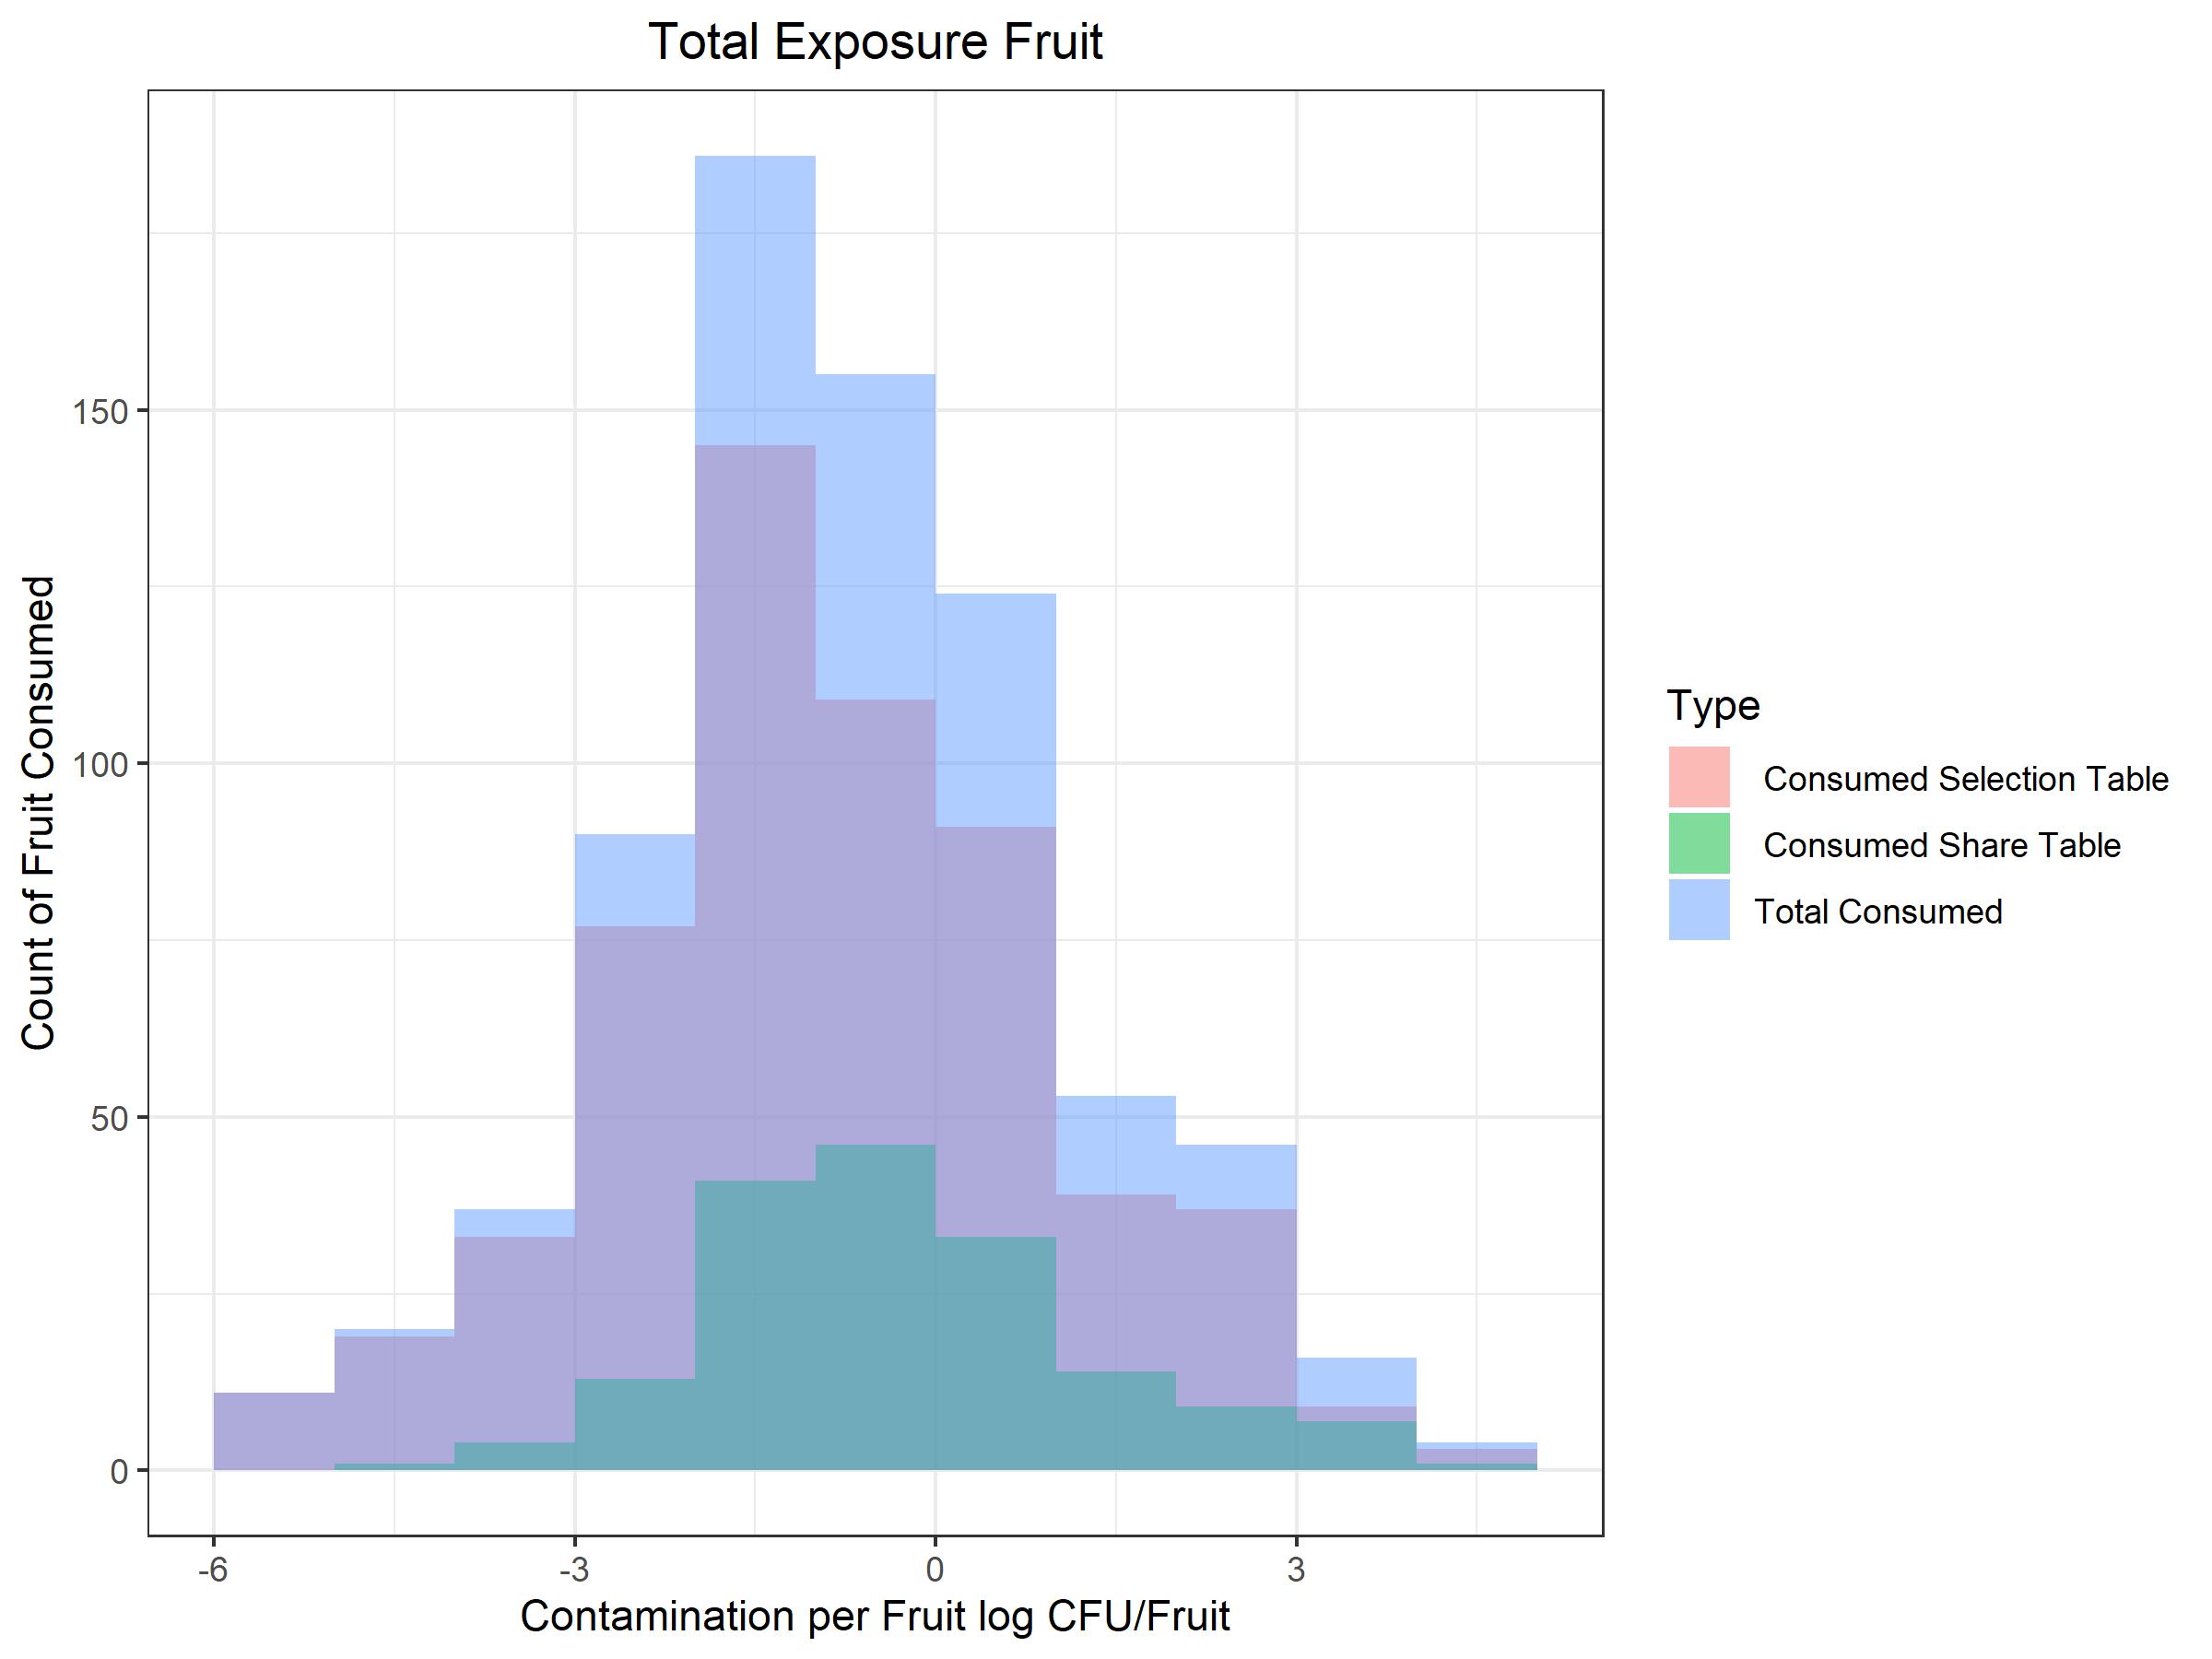 Total Exposure Fruit
Count of Fruit Consumed
150
100
50
0
-6
-3
0
3
Contamination per Fruit log CFU/Fruit
Type
Consumed Selection Table
Consumed Share Table
Total Consumed